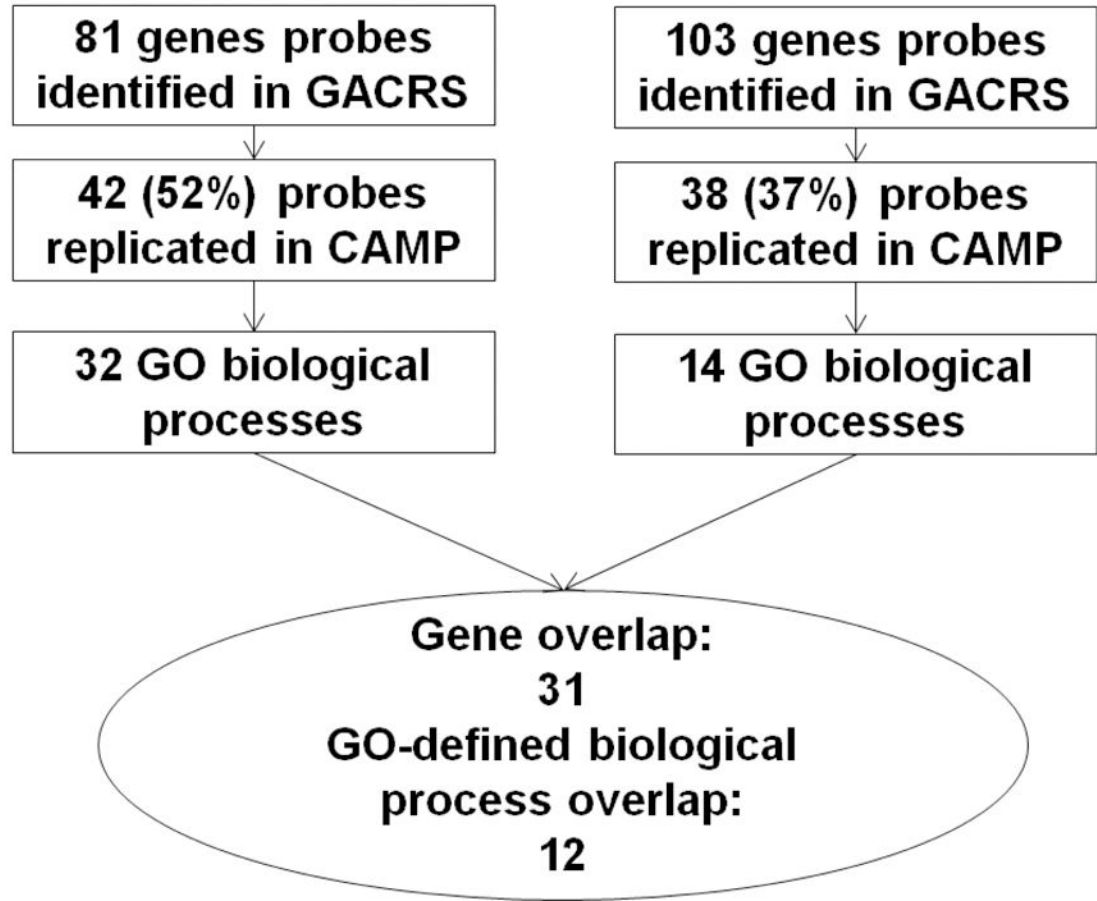 81 genes probes
identified in GACRS
42 (52%) probes
replicated in CAMP
32 GO biological
processes
103 genes probes
identified in GACRS
38 (37%) probes
replicated in CAMP
14 GO biological
processes
Gene overlap:
31
GO-defined biological
process overlap:
12